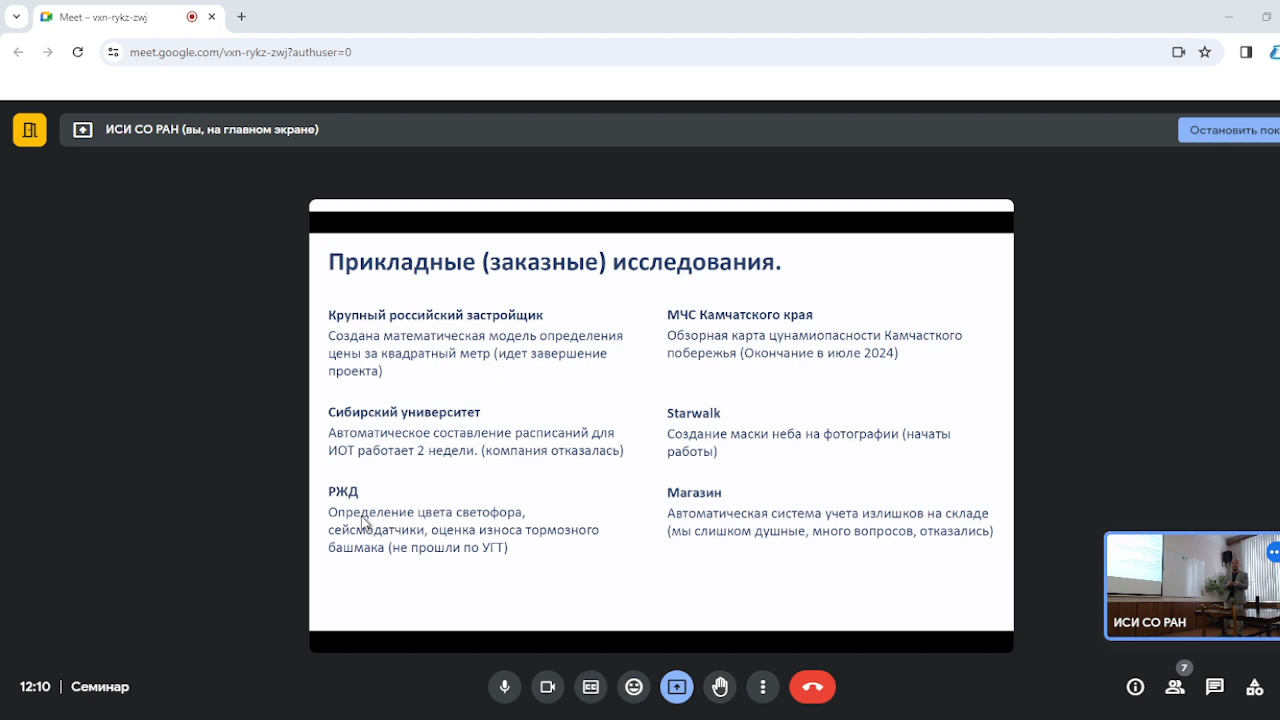 Meet – vxn-rykz-zwj
meet.google.com/vxn-rykz-zwj?authuser=0
ИСИ СО РАН (вы, на главном экране)
Остановить пок
Прикладные (заказные) исследования.
Крупный российский застройщик
Создана математическая модель определения
цены за квадратный метр (идет завершение
проекта)
Сибирский университет
Автоматическое составление расписаний для
ИОТ работает 2 недели. (компания отказалась)
РЖД
Определение цвета светофора,
сейсмодатчики, оценка износа тормозного
башмака (не прошли по УГТ)
МЧС Камчатского края
Обзорная карта цунамиопасности Камчасткого
побережья (Окончание в июле 2024)
Starwalk
Создание маски неба на фотографии (начаты
работы)
Магазин
Автоматическая система учета излишков на складе
(мы слишком душные, много вопросов, отказались)
ИСИ СО РАН
12:10 | Семинар
7